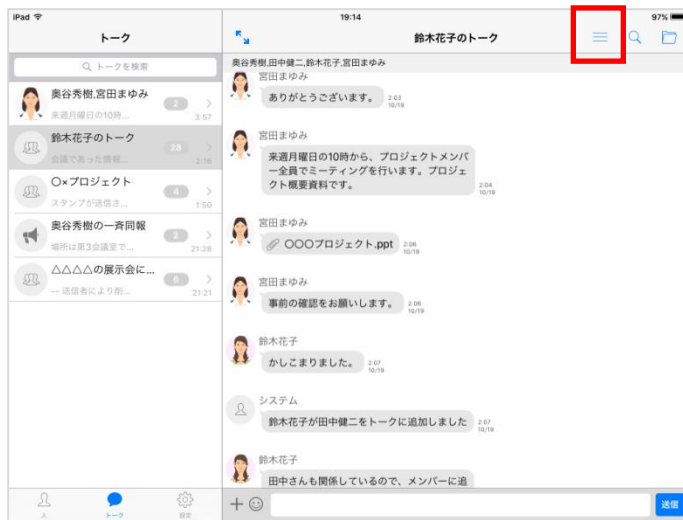 iPad
19:14
97%
トーク
鈴木花子のトーク
トークを検索
奥谷秀樹,宮田まゆみ
2
来週月曜日の10時...
3:57
鈴木花子のトーク
28
会議であった情報...
2:16
○×プロジェクト
4
スタンプが送信さ...
1:50
奥谷秀樹の一斉同報
2
場所は第3会議室で...
21:28
△△△△の展示会に...
6
-- 送信者により削...
21:21
人
トーク
設定
奥谷秀樹,田中健二,鈴木花子,宮田まゆみ
宮田まゆみ
ありがとうございます。
2:03
10/19
宮田まゆみ
来週月曜日の10時から、プロジェクトメンバ
ー全員でミーティングを行います。プロジェ
クト概要資料です。
2:04
10/19
宮田まゆみ
○○○プロジェクト.ppt
2:06
10/19
宮田まゆみ
事前の確認をお願いします。
2:06
10/19
鈴木花子
かしこまりました。
2:07
10/19
システム
鈴木花子が田中健二をトークに追加しました
2:07
10/19
鈴木花子
田中さんも関係しているので、メンバーに追
送信